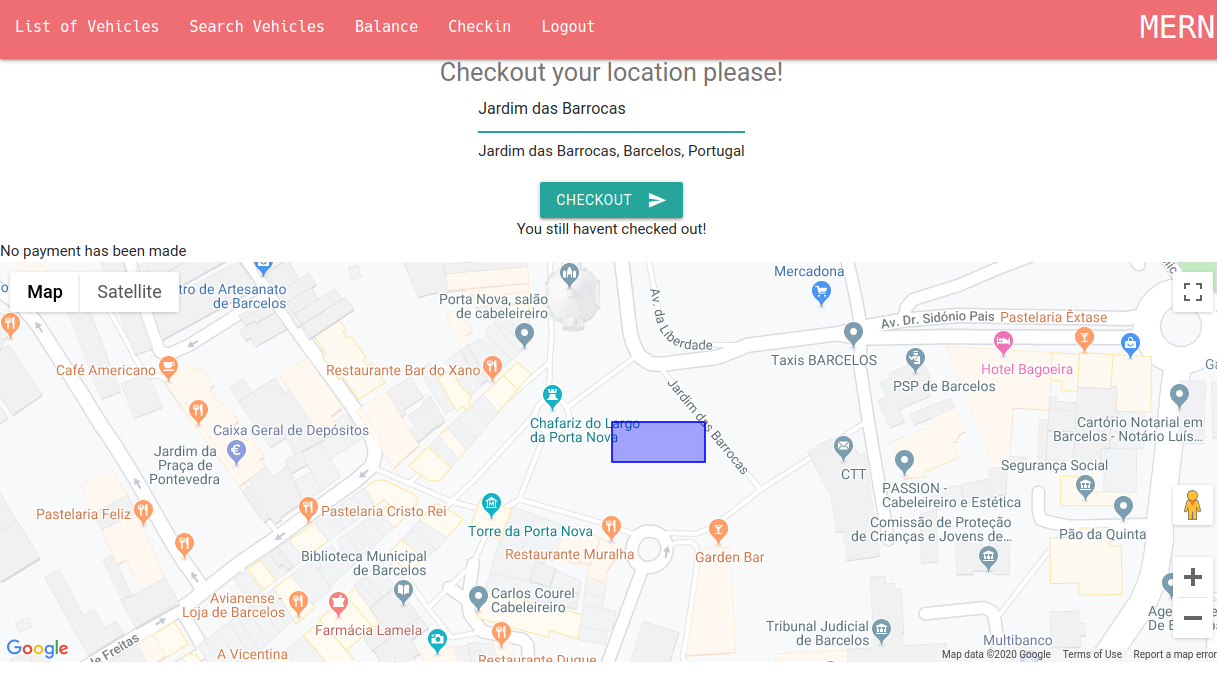 List of Vehicles Search Vehicles Balance Checkin Logout MERN
Checkout your location please!
Jardim das Barrocas
Jardim das Barrocas, Barcelos, Portugal
CHECKOUT
You still havent checked out!
No payment has been made
Map Satellite
tro de Artesanato
de Barcelos
Porta Nova, salão
de cabeleireiro
Mercadona
Av. da Liberdade
Av. Dr. Sidónio Pais
Pastelaria Êxtase
Taxis BARCELOS
Hotel Bagoeira
PSP de Barcelos
Café Americano
Restaurante Bar do Xano
Jardim das Barrocas
Chafariz do Largo
da Porta Nova
Caixa Geral de Depósitos
Cartório Notarial em
Barcelos - Notário Luís...
Jardim da
Praça de
Pontevedra
CTT
Segurança Social
PASSION -
Cabeleireiro e Estética
Pastelaria Feliz
Pastelaria Cristo Rei
Torre da Porta Nova
Comissão de Proteção
de Crianças e Jovens de...
Pão da Quinta
Restaurante Muralha
Garden Bar
Biblioteca Municipal
de Barcelos
Avianense -
Loja de Barcelos
Carlos Courel
Cabeleireiro
Farmácia Lamela
Tribunal Judicial
de Barcelos
Multibanco
de Freitas
A Vicentina
Restaurante Duque
Google
Map data ©2020 Google Terms of Use Report a map error